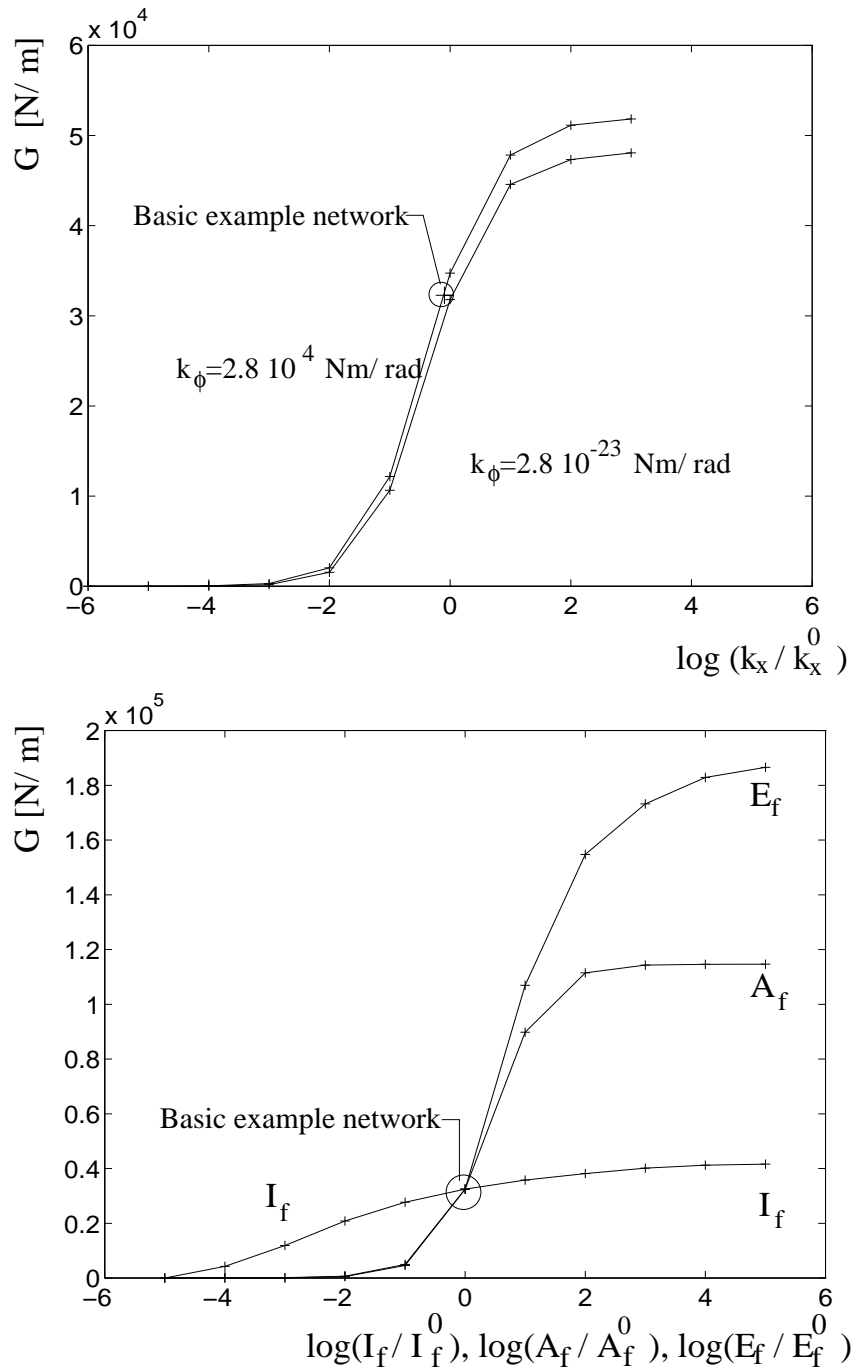 x 10^4
6
5
4
3
2
1
0
G [N/ m]
Basic example network
k_ϕ=2.8 10^4 Nm/ rad
k_ϕ=2.8 10^-23 Nm/ rad
−6 −4 −2 0 2 4 6
log (k_x / k_x^0 )
x 10^5
2
1.8
1.6
1.4
1.2
1
0.8
0.6
0.4
0.2
0
G [N/ m]
E_f
A_f
Basic example network
I_f
I_f
−6 −4 −2 0 2 4 6
log(I_f / I_f^0 ), log(A_f / A_f^0 ), log(E_f / E_f^0 )